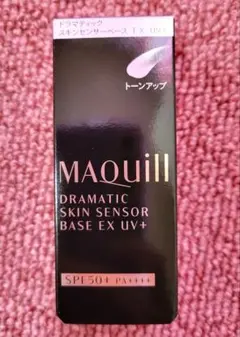 ドラマティック
スキンセンサーベース EX UV+
トーンアップ
MAQuill
DRAMATIC
SKIN SENSOR
BASE EX UV+
SPF50+ PA++++